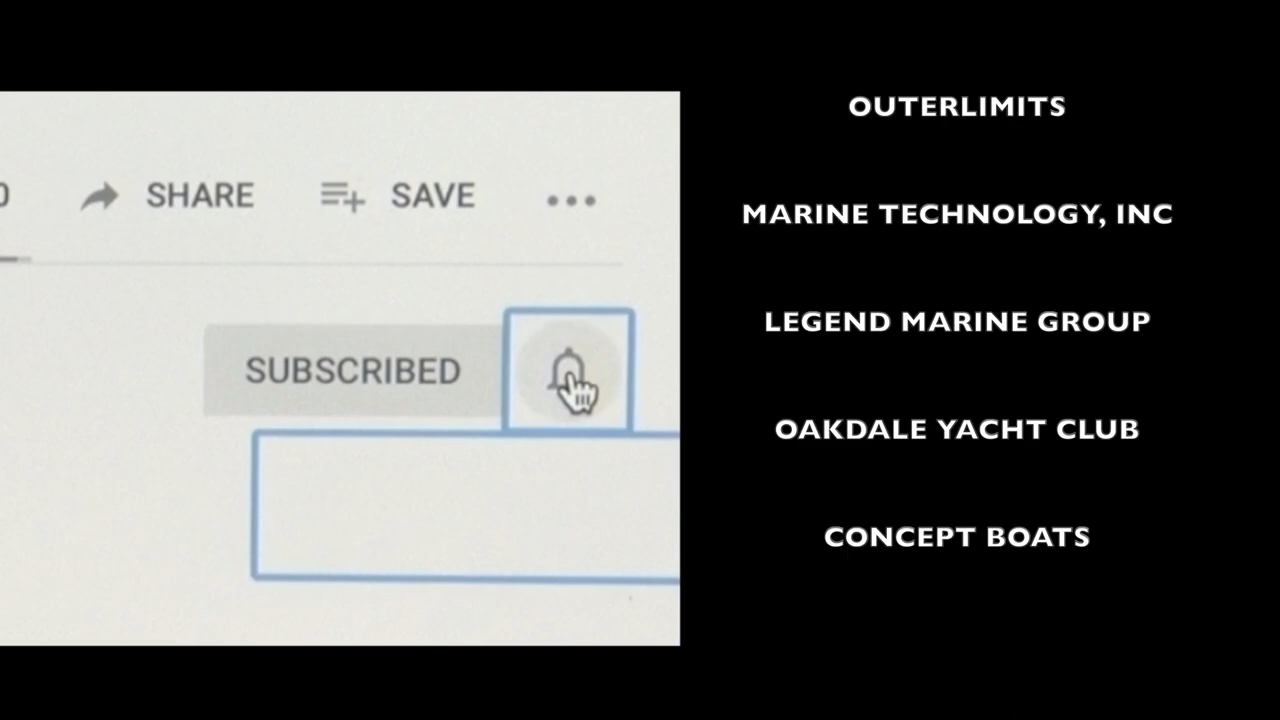 SHARE SAVE
SUBSCRIBED
OUTERLIMITS
MARINE TECHNOLOGY, INC
LEGEND MARINE GROUP
OAKDALE YACHT CLUB
CONCEPT BOATS